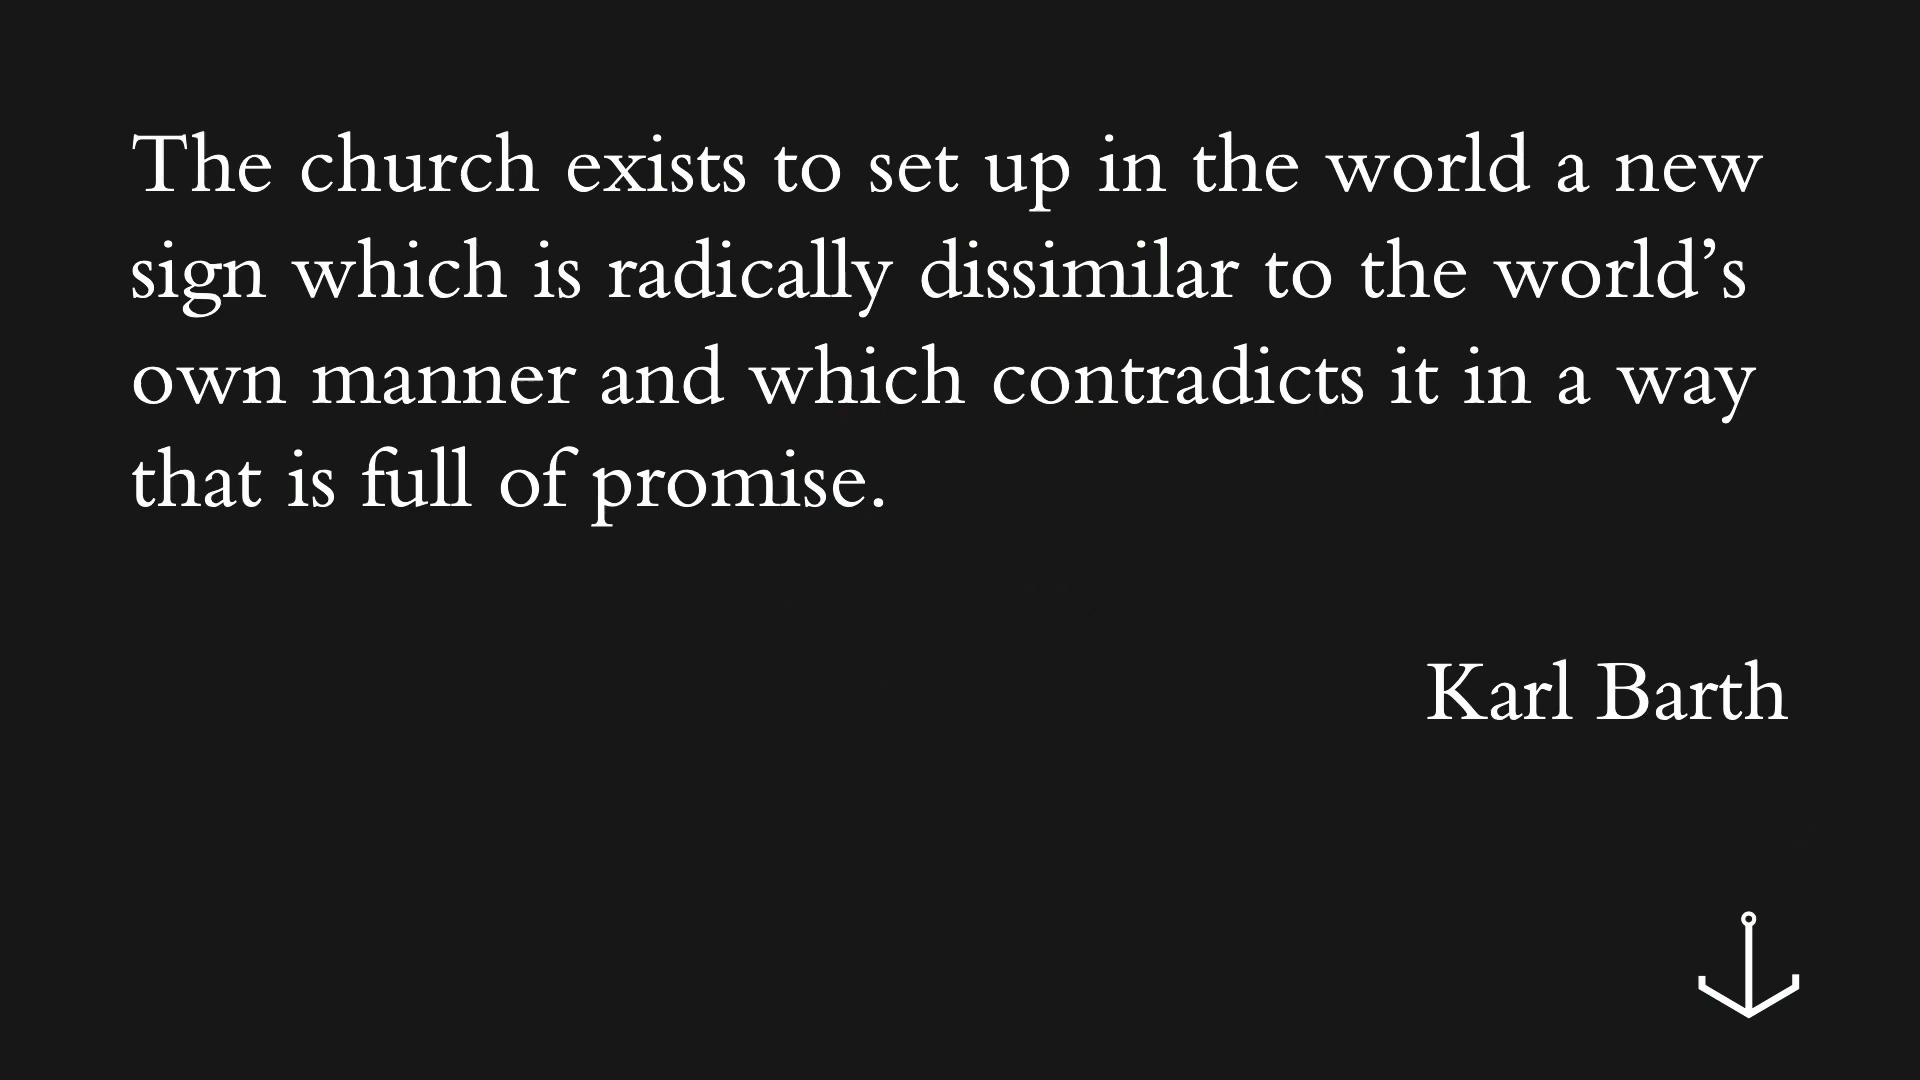 The church exists to set up in the world a new
sign which is radically dissimilar to the world’s
own manner and which contradicts it in a way
that is full of promise.
Karl Barth